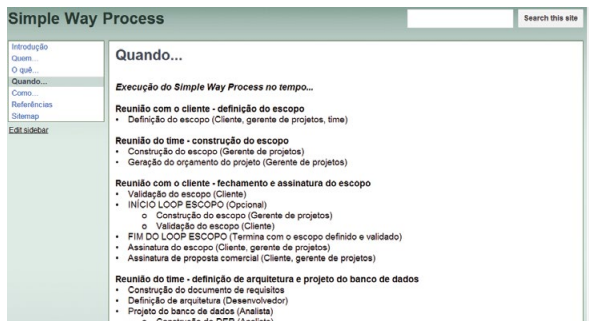 Simple Way Process
Search this site
Introdução
Quem...
O quê...
Quando...
Como...
Referências
Sitemap
Edit sidebar
Quando...
Execução do Simple Way Process no tempo...
Reunião com o cliente - definição do escopo
• Definição do escopo (Cliente, gerente de projetos, time)
Reunião do time - construção do escopo
• Construção do escopo (Gerente de projetos)
• Geração do orçamento do projeto (Gerente de projetos)
Reunião com o cliente - fechamento e assinatura do escopo
• Validação do escopo (Cliente)
• INÍCIO LOOP ESCOPO (Opcional)
o Construção do escopo (Gerente de projetos)
o Validação do escopo (Cliente)
• FIM DO LOOP ESCOPO (Termina com o escopo definido e validado)
• Assinatura do escopo (Cliente, gerente de projetos)
• Assinatura de proposta comercial (Cliente, gerente de projetos)
Reunião do time - definição de arquitetura e projeto do banco de dados
• Construção do documento de requisitos
• Definição de arquitetura (Desenvolvedor)
• Projeto do banco de dados (Analista)
o Construção do DER (Analista)